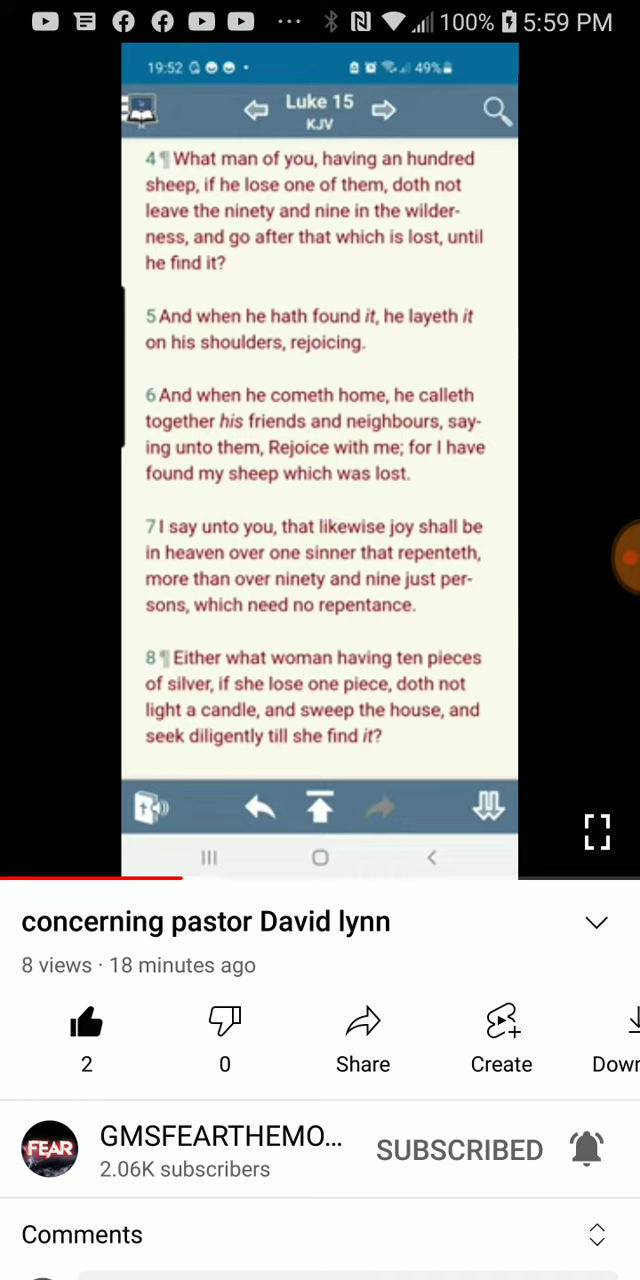 100% 5:59 PM
19:52 49%
Luke 15
KJV
4 ¶ What man of you, having an hundred
sheep, if he lose one of them, doth not
leave the ninety and nine in the wilder-
ness, and go after that which is lost, until
he find it?
5 And when he hath found it, he layeth it
on his shoulders, rejoicing.
6 And when he cometh home, he calleth
together his friends and neighbours, say-
ing unto them, Rejoice with me; for I have
found my sheep which was lost.
7 I say unto you, that likewise joy shall be
in heaven over one sinner that repenteth,
more than over ninety and nine just per-
sons, which need no repentance.
8 ¶ Either what woman having ten pieces
of silver, if she lose one piece, doth not
light a candle, and sweep the house, and
seek diligently till she find it?
concerning pastor David lynn
8 views · 18 minutes ago
2 0 Share Create Down
FEAR
GMSFEARTHEMO... SUBSCRIBED
2.06K subscribers
Comments